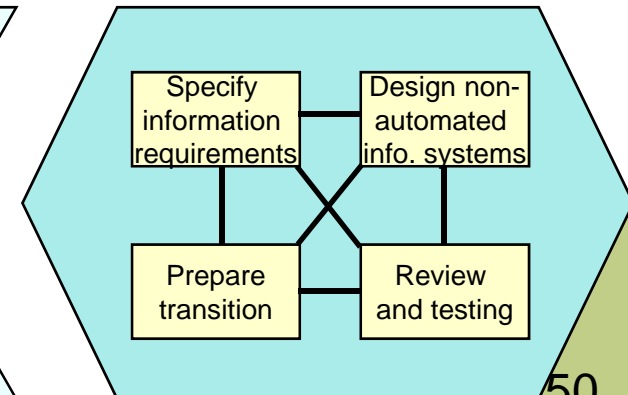 Specify
information
requirements
Design non-
automated
info. systems
Prepare
transition
Review
and testing
50